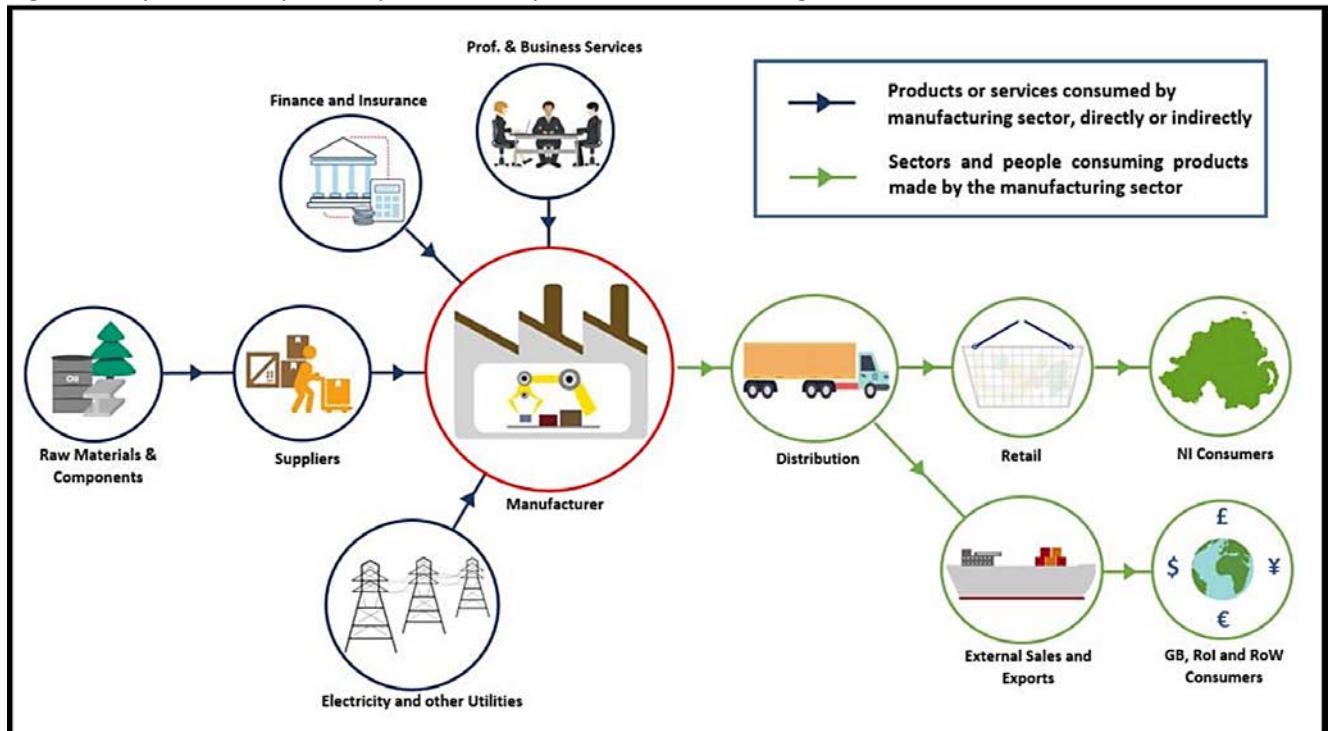 Prof. & Business Services
Finance and Insurance
Products or services consumed by
manufacturing sector, directly or indirectly
Sectors and people consuming products
made by the manufacturing sector
Oil
Raw Materials &
Components
Suppliers
Manufacturer
Distribution
Retail
NI Consumers
£
$
¥
€
Electricity and other Utilities
External Sales and
Exports
GB, RoI and RoW
Consumers